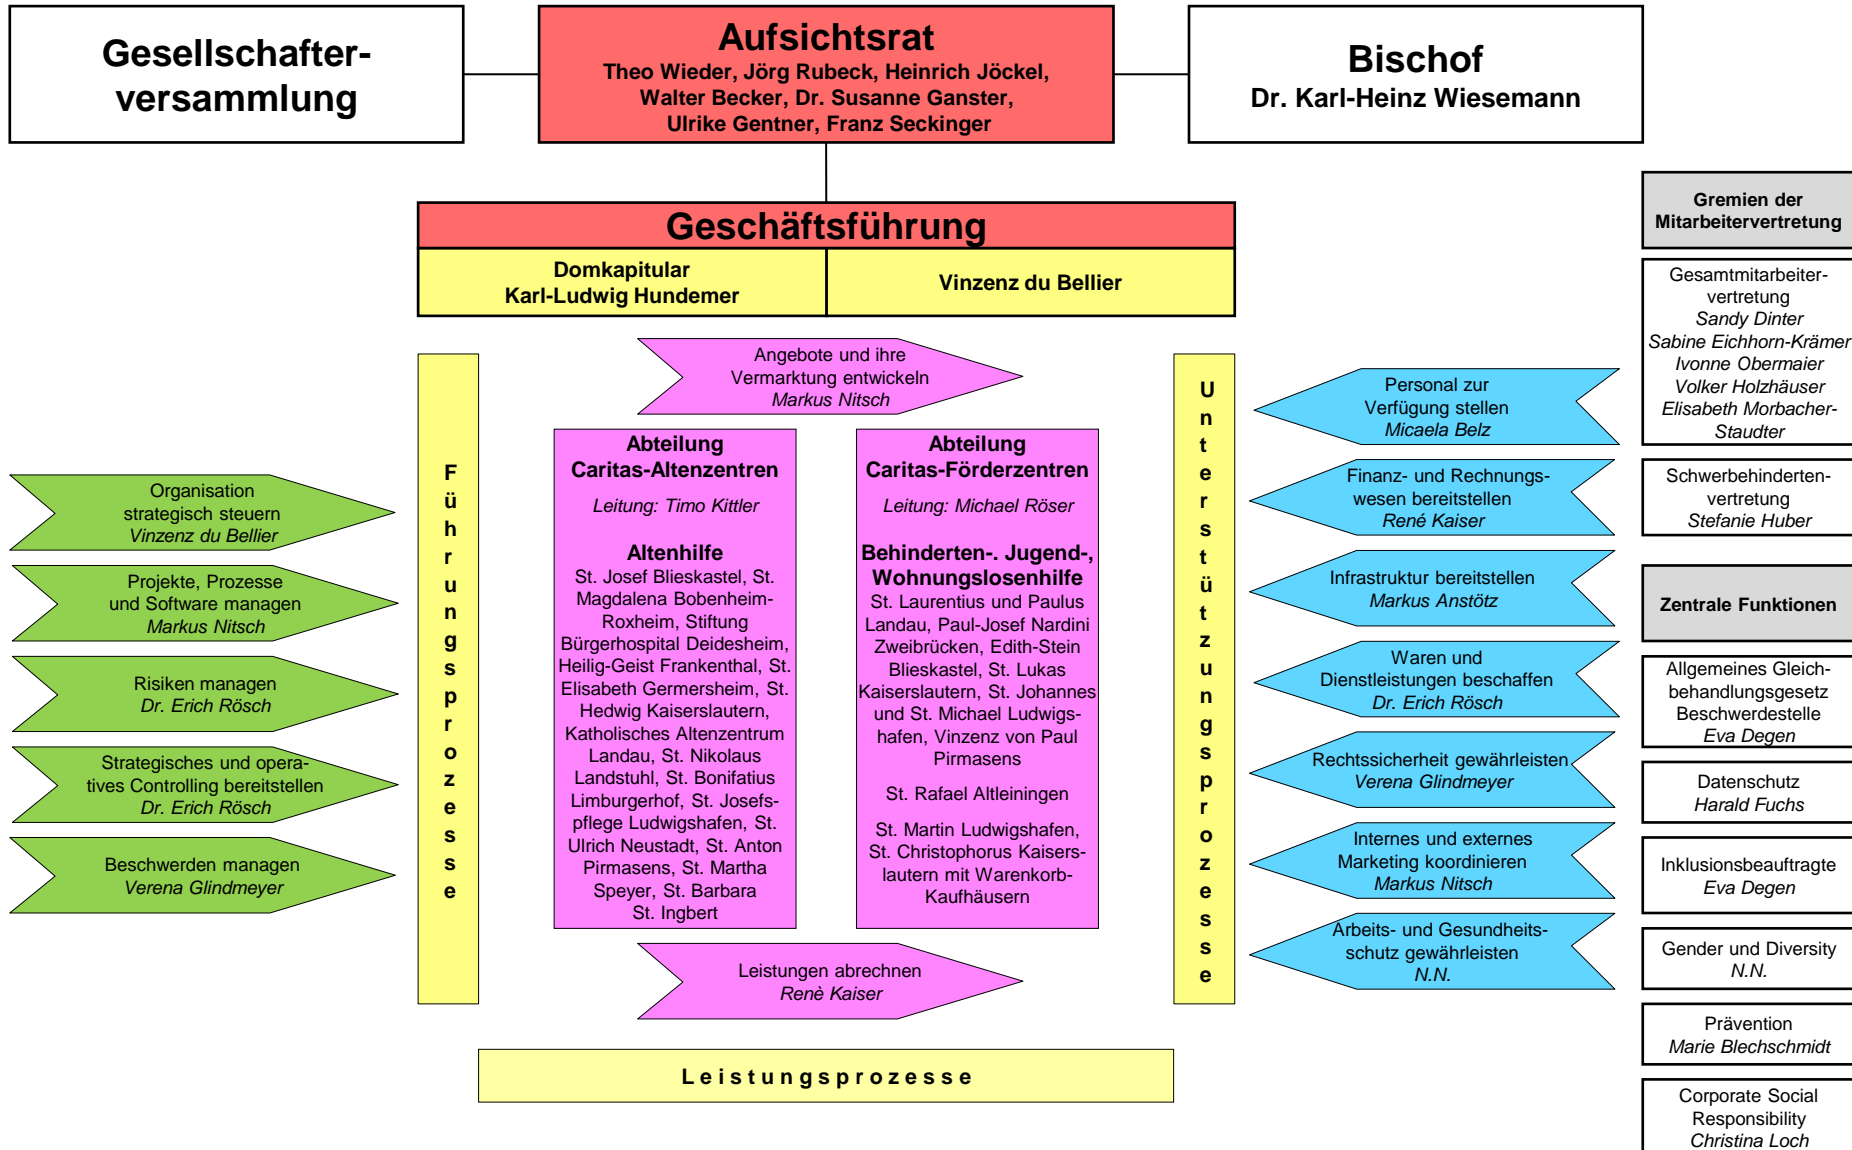 Gesellschafter-
versammlung
Aufsichtsrat
Theo Wieder, Jörg Rubeck, Heinrich Jöckel,
Walter Becker, Dr. Susanne Ganster,
Ulrike Gentner, Franz Seckinger
Bischof
Dr. Karl-Heinz Wiesemann
Geschäftsführung
Domkapitular
Karl-Ludwig Hundemer
Vinzenz du Bellier
Führungsprozesse
Organisation
strategisch steuern
Vinzenz du Bellier
Projekte, Prozesse
und Software managen
Markus Nitsch
Risiken managen
Dr. Erich Rösch
Strategisches und opera-
tives Controlling bereitstellen
Dr. Erich Rösch
Beschwerden managen
Verena Glindmeyer
Angebote und ihre
Vermarktung entwickeln
Markus Nitsch
Abteilung
Caritas-Altenzentren
Leitung: Timo Kittler
Altenhilfe
St. Josef Blieskastel, St.
Magdalena Bobenheim-
Roxheim, Stiftung
Bürgerhospital Deidesheim,
Heilig-Geist Frankenthal, St.
Elisabeth Germersheim, St.
Hedwig Kaiserslautern,
Katholisches Altenzentrum
Landau, St. Nikolaus
Landstuhl, St. Bonifatius
Limburgerhof, St. Josefs-
pflege Ludwigshafen, St.
Ulrich Neustadt, St. Anton
Pirmasens, St. Martha
Speyer, St. Barbara
St. Ingbert
Abteilung
Caritas-Förderzentren
Leitung: Michael Röser
Behinderten-. Jugend-,
Wohnungslosenhilfe
St. Laurentius und Paulus
Landau, Paul-Josef Nardini
Zweibrücken, Edith-Stein
Blieskastel, St. Lukas
Kaiserslautern, St. Johannes
und St. Michael Ludwigs-
hafen, Vinzenz von Paul
Pirmasens
St. Rafael Altleiningen
St. Martin Ludwigshafen,
St. Christophorus Kaisers-
lautern mit Warenkorb-
Kaufhäusern
Leistungen abrechnen
Renè Kaiser
Leistungsprozesse
Unterstützungsprozesse
Personal zur
Verfügung stellen
Micaela Belz
Finanz- und Rechnungs-
wesen bereitstellen
René Kaiser
Infrastruktur bereitstellen
Markus Anstötz
Waren und
Dienstleistungen beschaffen
Dr. Erich Rösch
Rechtssicherheit gewährleisten
Verena Glindmeyer
Internes und externes
Marketing koordinieren
Markus Nitsch
Arbeits- und Gesundheits-
schutz gewährleisten
N.N.
Gremien der
Mitarbeitervertretung
Gesamtmitarbeiter-
vertretung
Sandy Dinter
Sabine Eichhorn-Krämer
Ivonne Obermaier
Volker Holzhäuser
Elisabeth Morbacher-
Staudter
Schwerbehinderten-
vertretung
Stefanie Huber
Zentrale Funktionen
Allgemeines Gleich-
behandlungsgesetz
Beschwerdestelle
Eva Degen
Datenschutz
Harald Fuchs
Inklusionsbeauftragte
Eva Degen
Gender und Diversity
N.N.
Prävention
Marie Blechschmidt
Corporate Social
Responsibility
Christina Loch